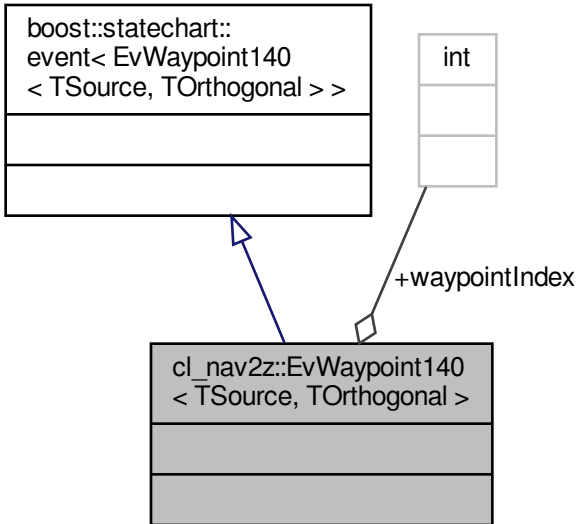 boost::statechart::
event< EvWaypoint140
< TSource, TOrthogonal > >
int
+waypointIndex
cl_nav2z::EvWaypoint140
< TSource, TOrthogonal >